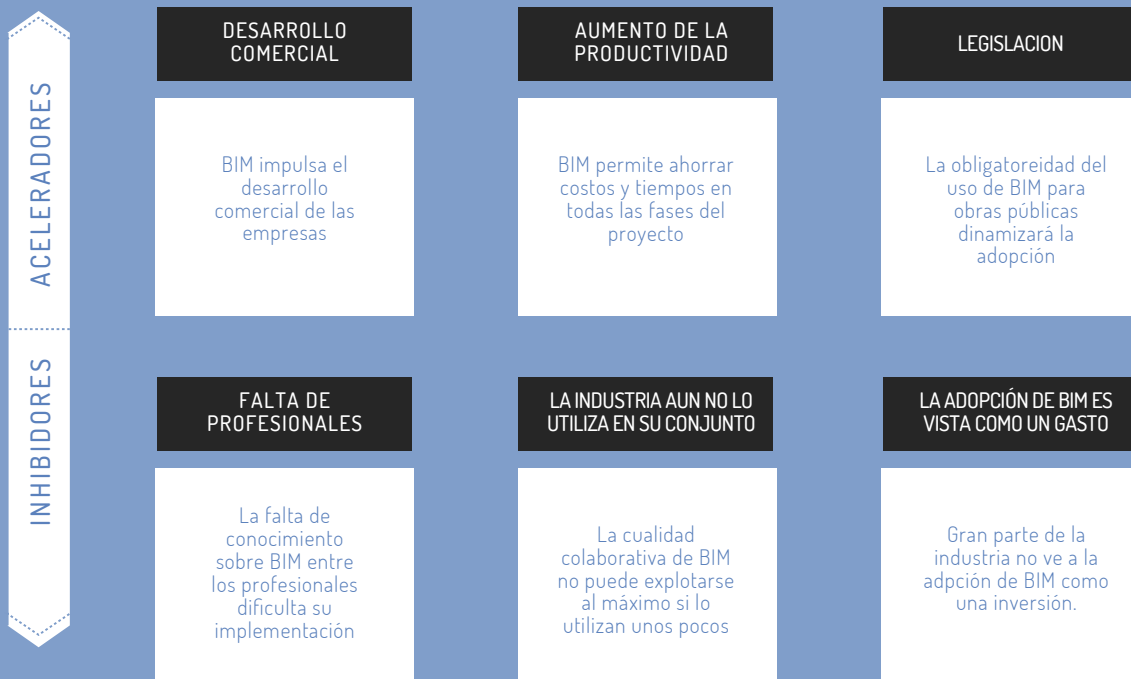 ACELERADORES
DESARROLLO
COMERCIAL
BIM impulsa el
desarrollo
comercial de las
empresas
AUMENTO DE LA
PRODUCTIVIDAD
BIM permite ahorrar
costos y tiempos en
todas las fases del
proyecto
LEGISLACION
La obligatoreidad del
uso de BIM para
obras públicas
dinamizará la
adopción
INHIBIDORES
FALTA DE
PROFESIONALES
La falta de
conocimiento
sobre BIM entre
los profesionales
dificulta su
implementación
LA INDUSTRIA AUN NO LO
UTILIZA EN SU CONJUNTO
La cualidad
colaborativa de BIM
no puede explotarse
al máximo si lo
utilizan unos pocos
LA ADOPCIÓN DE BIM ES
VISTA COMO UN GASTO
Gran parte de la
industria no ve a la
adpción de BIM como
una inversión.